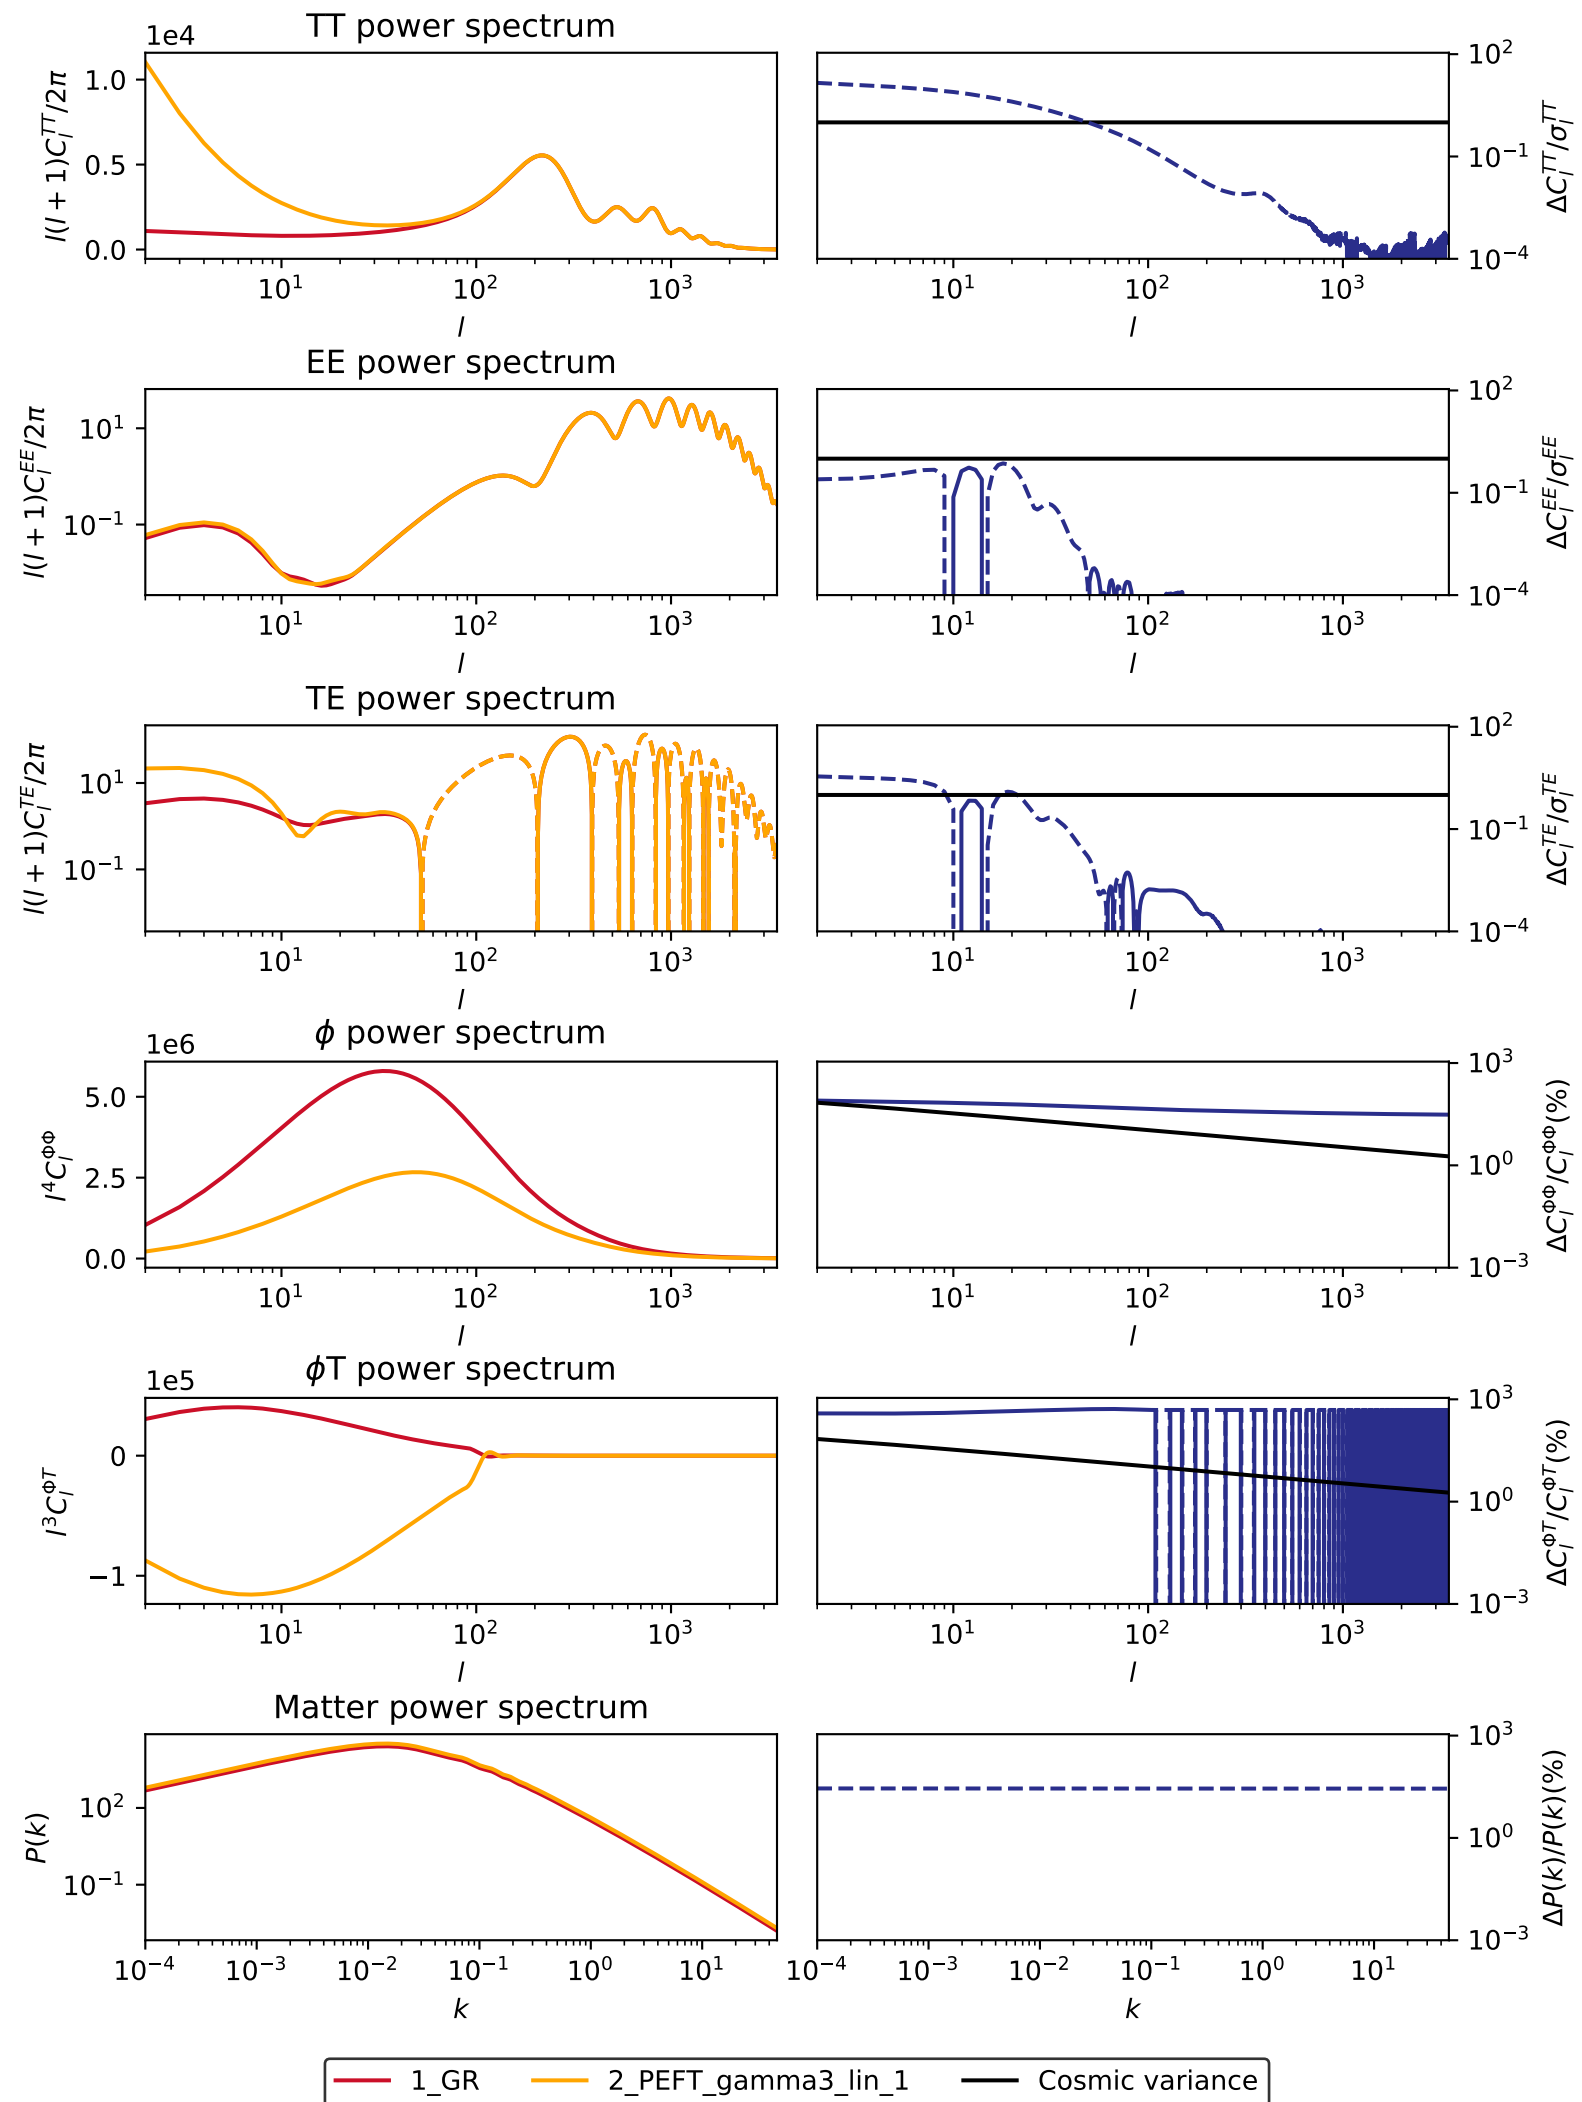 TT power spectrum
1e4
l(l + 1)C_l^{TT}/2π
1.0
0.5
0.0
10^1 10^2 10^3
l
10^2
10^{-1}
10^{-4}
ΔC_l^{TT}/σ_l^{TT}
10^1 10^2 10^3
l
EE power spectrum
l(l + 1)C_l^{EE}/2π
10^1
10^{-1}
10^1 10^2 10^3
l
10^2
10^{-1}
10^{-4}
ΔC_l^{EE}/σ_l^{EE}
10^1 10^2 10^3
l
TE power spectrum
l(l + 1)C_l^{TE}/2π
10^1
10^{-1}
10^1 10^2 10^3
l
10^2
10^{-1}
10^{-4}
ΔC_l^{TE}/σ_l^{TE}
10^1 10^2 10^3
l
ϕ power spectrum
1e6
l^4C_l^{ΦΦ}
5.0
2.5
0.0
10^1 10^2 10^3
l
10^3
10^0
10^{-3}
ΔC_l^{ΦΦ}/C_l^{ΦΦ}(%)
10^1 10^2 10^3
l
ϕT power spectrum
1e5
l^3C_l^{ΦT}
0
−1
10^1 10^2 10^3
l
10^3
10^0
10^{-3}
ΔC_l^{ΦT}/C_l^{ΦT}(%)
10^1 10^2 10^3
l
Matter power spectrum
P(k)
10^2
10^{-1}
10^{-4} 10^{-3} 10^{-2} 10^{-1} 10^0 10^1
k
10^3
10^0
10^{-3}
ΔP(k)/P(k)(%)
10^{-4} 10^{-3} 10^{-2} 10^{-1} 10^0 10^1
k
1_GR 2_PEFT_gamma3_lin_1 Cosmic variance